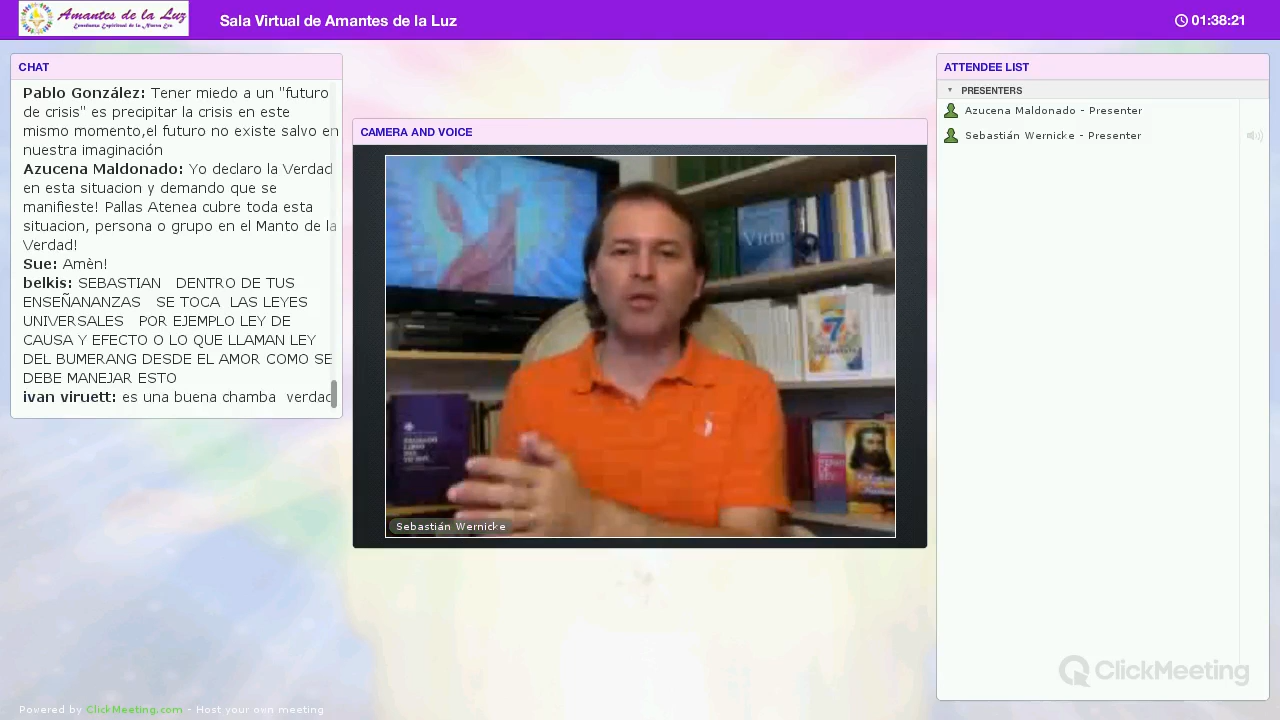 Amantes de la Luz
Enseñanza Espiritual de la Nueva Era
Sala Virtual de Amantes de la Luz
01:38:21
CHAT
Pablo González: Tener miedo a un "futuro
de crisis" es precipitar la crisis en este
mismo momento,el futuro no existe salvo en
nuestra imaginación
Azucena Maldonado: Yo declaro la Verdad
en esta situacion y demando que se
manifieste! Pallas Atenea cubre toda esta
situacion, persona o grupo en el Manto de la
Verdad!
Sue: Amèn!
belkis: SEBASTIAN DENTRO DE TUS
ENSEÑANANZAS SE TOCA LAS LEYES
UNIVERSALES POR EJEMPLO LEY DE
CAUSA Y EFECTO O LO QUE LLAMAN LEY
DEL BUMERANG DESDE EL AMOR COMO SE
DEBE MANEJAR ESTO
ivan viruett: es una buena chamba verdad
CAMERA AND VOICE
Vida
7
Sebastián Wernicke
ATTENDEE LIST
PRESENTERS
Azucena Maldonado - Presenter
Sebastián Wernicke - Presenter
ClickMeeting
Powered by ClickMeeting.com - Host your own meeting